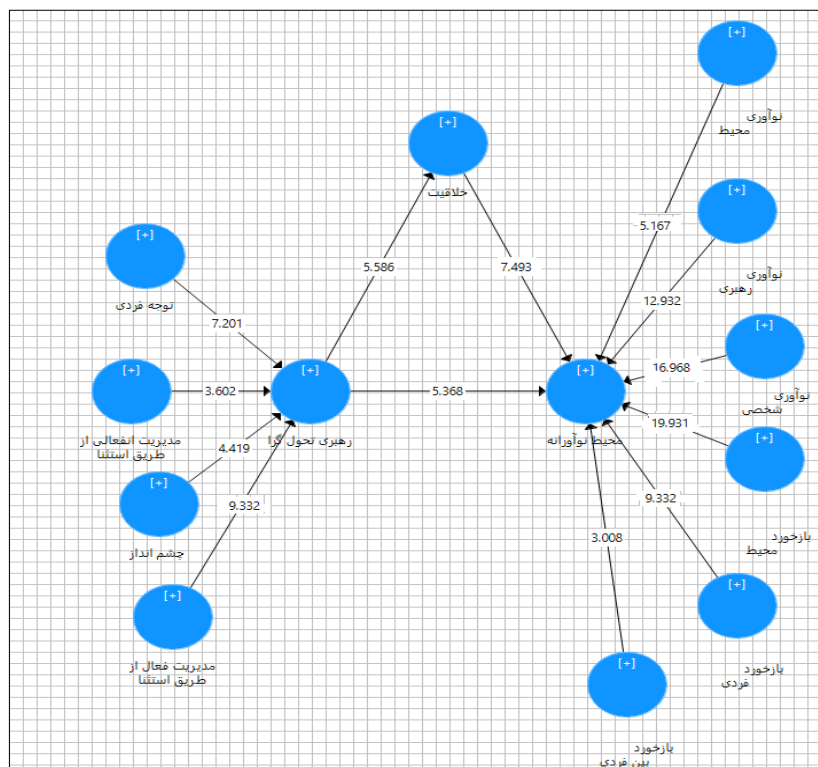 [+]
نوآوری
محیط
[+]
خلاقیت
[+]
نوآوری
رهبری
5.167
[+]
توجه فردی
5.586
7.493
12.932
7.201
[+]
نوآوری
شخصی
16.968
[+]
مدیریت انفعالی از
طریق استثنا
3.602
[+]
رهبری تحول گرا
5.368
[+]
محیط نوآورانه
19.931
[+]
بازخورد
محیط
4.419
[+]
چشم انداز
9.332
9.332
3.008
[+]
مدیریت فعال از
طریق استثنا
[+]
بازخورد
فردی
[+]
بازخورد
بین فردی